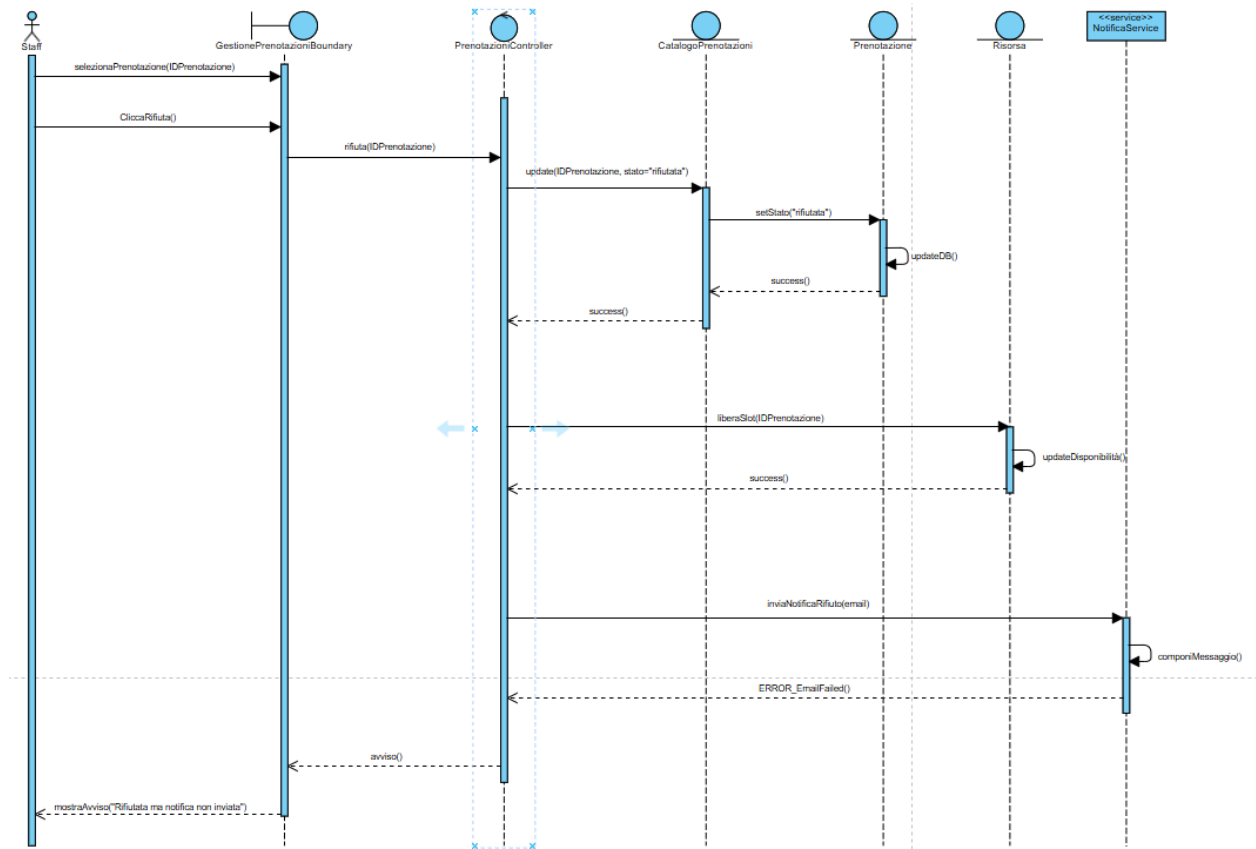 <<service>>
NotificaService
Staff
GestionePrenotazioniBoundary
PrenotazioniController
CatalogoPrenotazioni
Prenotazione
Risorsa
selezionaPrenotazione(IDPrenotazione)
CliccaRifiuta()
rifiuta(IDPrenotazione)
update(IDPrenotazione, stato="rifiutata")
setStato("rifiutata")
updateDB()
success()
success()
liberaSlot(IDPrenotazione)
updateDisponibilità()
success()
inviaNotificaRifiuto(email)
componiMessaggio()
ERROR_EmailFailed()
avviso()
mostraAvviso("Rifiutata ma notifica non inviata")